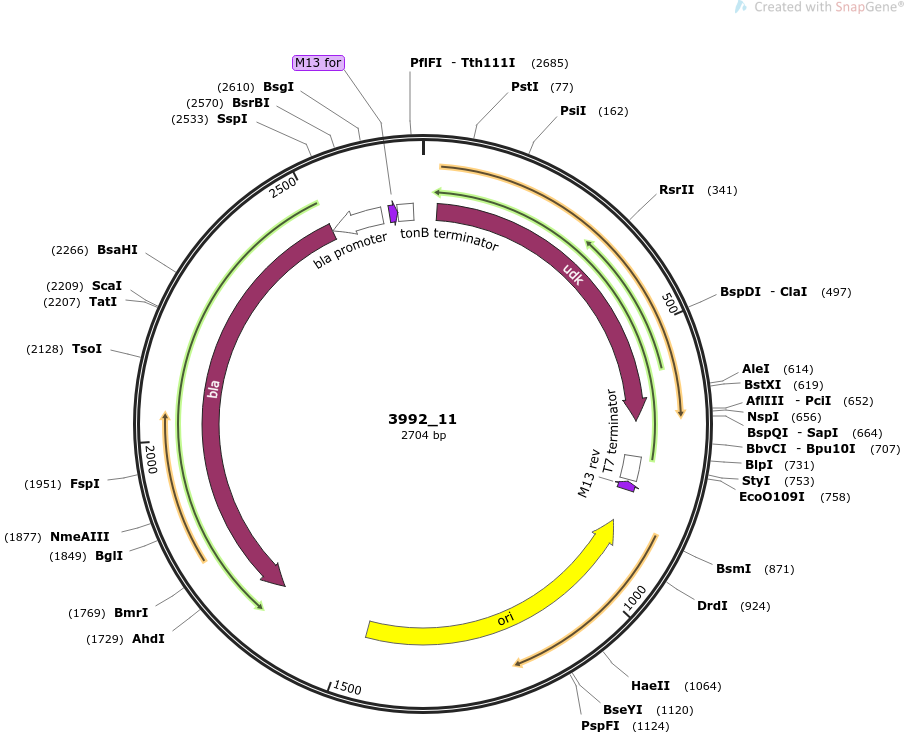 Created with SnapGene®
M13 for
PflFI - Tth111I (2685)
(2610) BsgI
PstI (77)
(2570) BsrBI
PsiI (162)
(2533) SspI
2500
RsrII (341)
bla promoter
tonB terminator
(2266) BsaHI
udk
(2209) ScaI
BspDI - ClaI (497)
(2207) TatI
500
(2128) TsoI
AleI (614)
BstXI (619)
bla
AflIII - PciI (652)
3992_11
NspI (656)
2704 bp
BspQI - SapI (664)
T7 terminator
BbvCI - Bpu10I (707)
2000
BlpI (731)
M13 rev
StyI (753)
(1951) FspI
EcoO109I (758)
(1877) NmeAIII
(1849) BglI
BsmI (871)
1000
DrdI (924)
(1769) BmrI
ori
(1729) AhdI
1500
HaeII (1064)
BseYI (1120)
PspFI (1124)